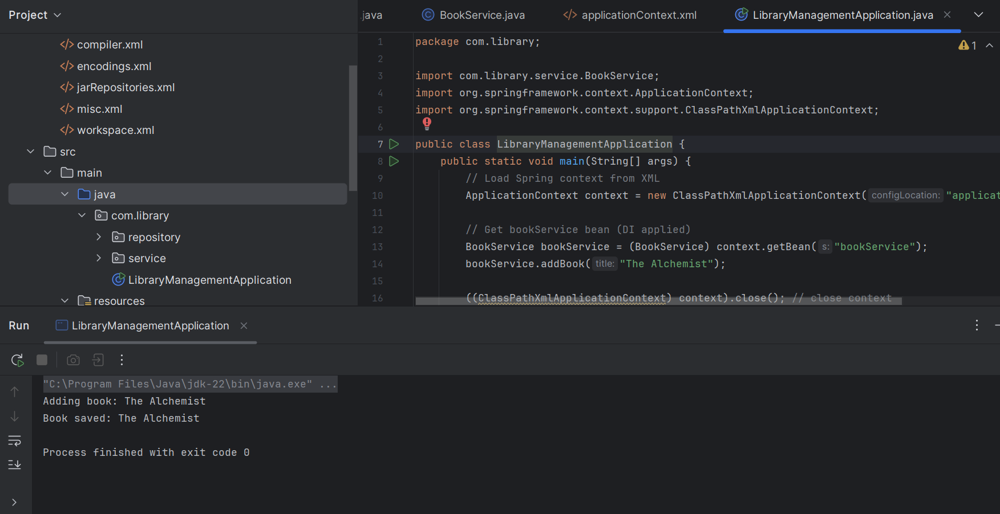 Project
compiler.xml
encodings.xml
jarRepositories.xml
misc.xml
workspace.xml
src
main
java
com.library
repository
service
LibraryManagementApplication
resources
.java BookService.java applicationContext.xml LibraryManagementApplication.java
1
1 package com.library;
2
3 import com.library.service.BookService;
4 import org.springframework.context.ApplicationContext;
5 import org.springframework.context.support.ClassPathXmlApplicationContext;
6
7 public class LibraryManagementApplication {
8 public static void main(String[] args) {
9 // Load Spring context from XML
10 ApplicationContext context = new ClassPathXmlApplicationContext( configLocation: "applicat
11
12 // Get bookService bean (DI applied)
13 BookService bookService = (BookService) context.getBean( s: "bookService");
14 bookService.addBook( title: "The Alchemist");
15
16 ((ClassPathXmlApplicationContext) context).close(); // close context
Run LibraryManagementApplication
"C:\Program Files\Java\jdk-22\bin\java.exe" ...
Adding book: The Alchemist
Book saved: The Alchemist
Process finished with exit code 0